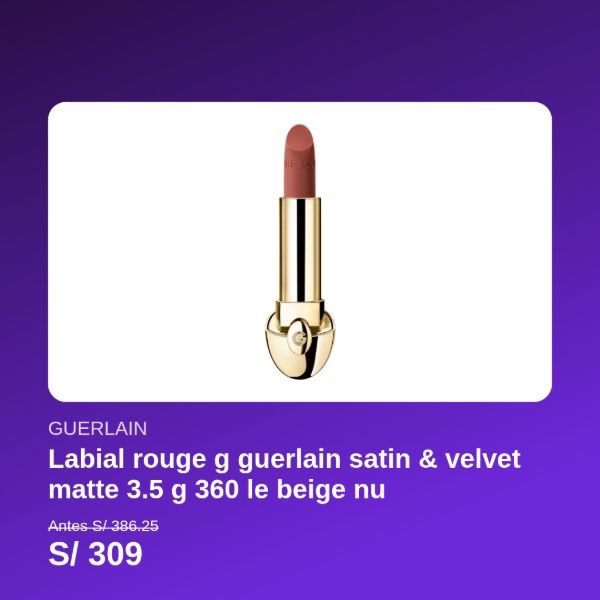 GUERLAIN
Labial rouge g guerlain satin & velvet
matte 3.5 g 360 le beige nu
Antes S/ 386.25
S/ 309